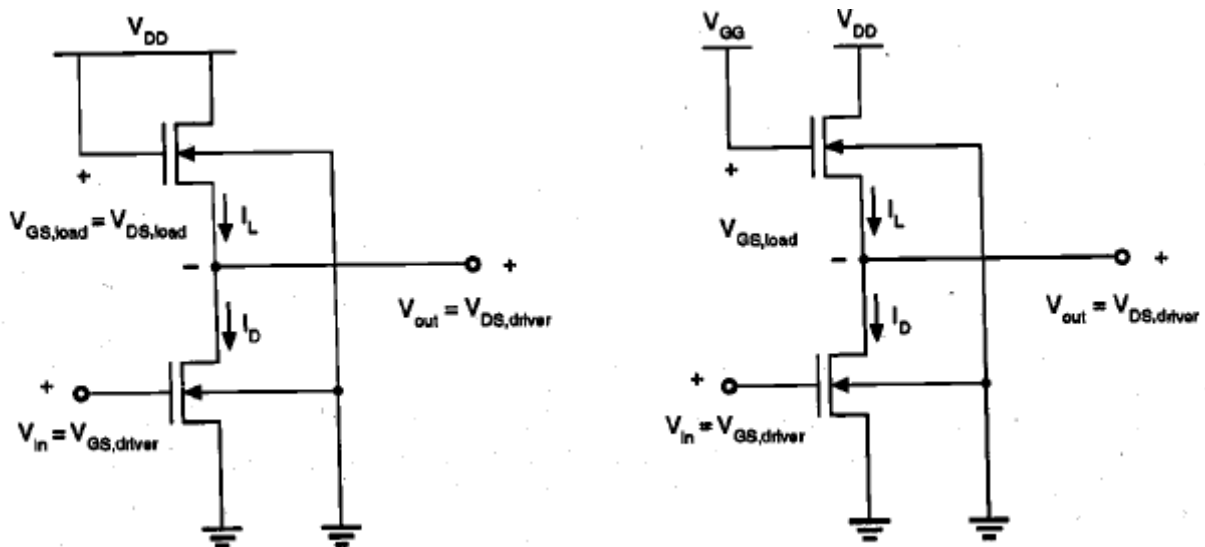 V_DD
+
V_GS,load = V_DS,load
I_L
−
+
V_out = V_DS,driver
I_D
+
V_in = V_GS,driver
V_GG
V_DD
+
V_GS,load
I_L
−
+
V_out = V_DS,driver
I_D
+
V_in = V_GS,driver